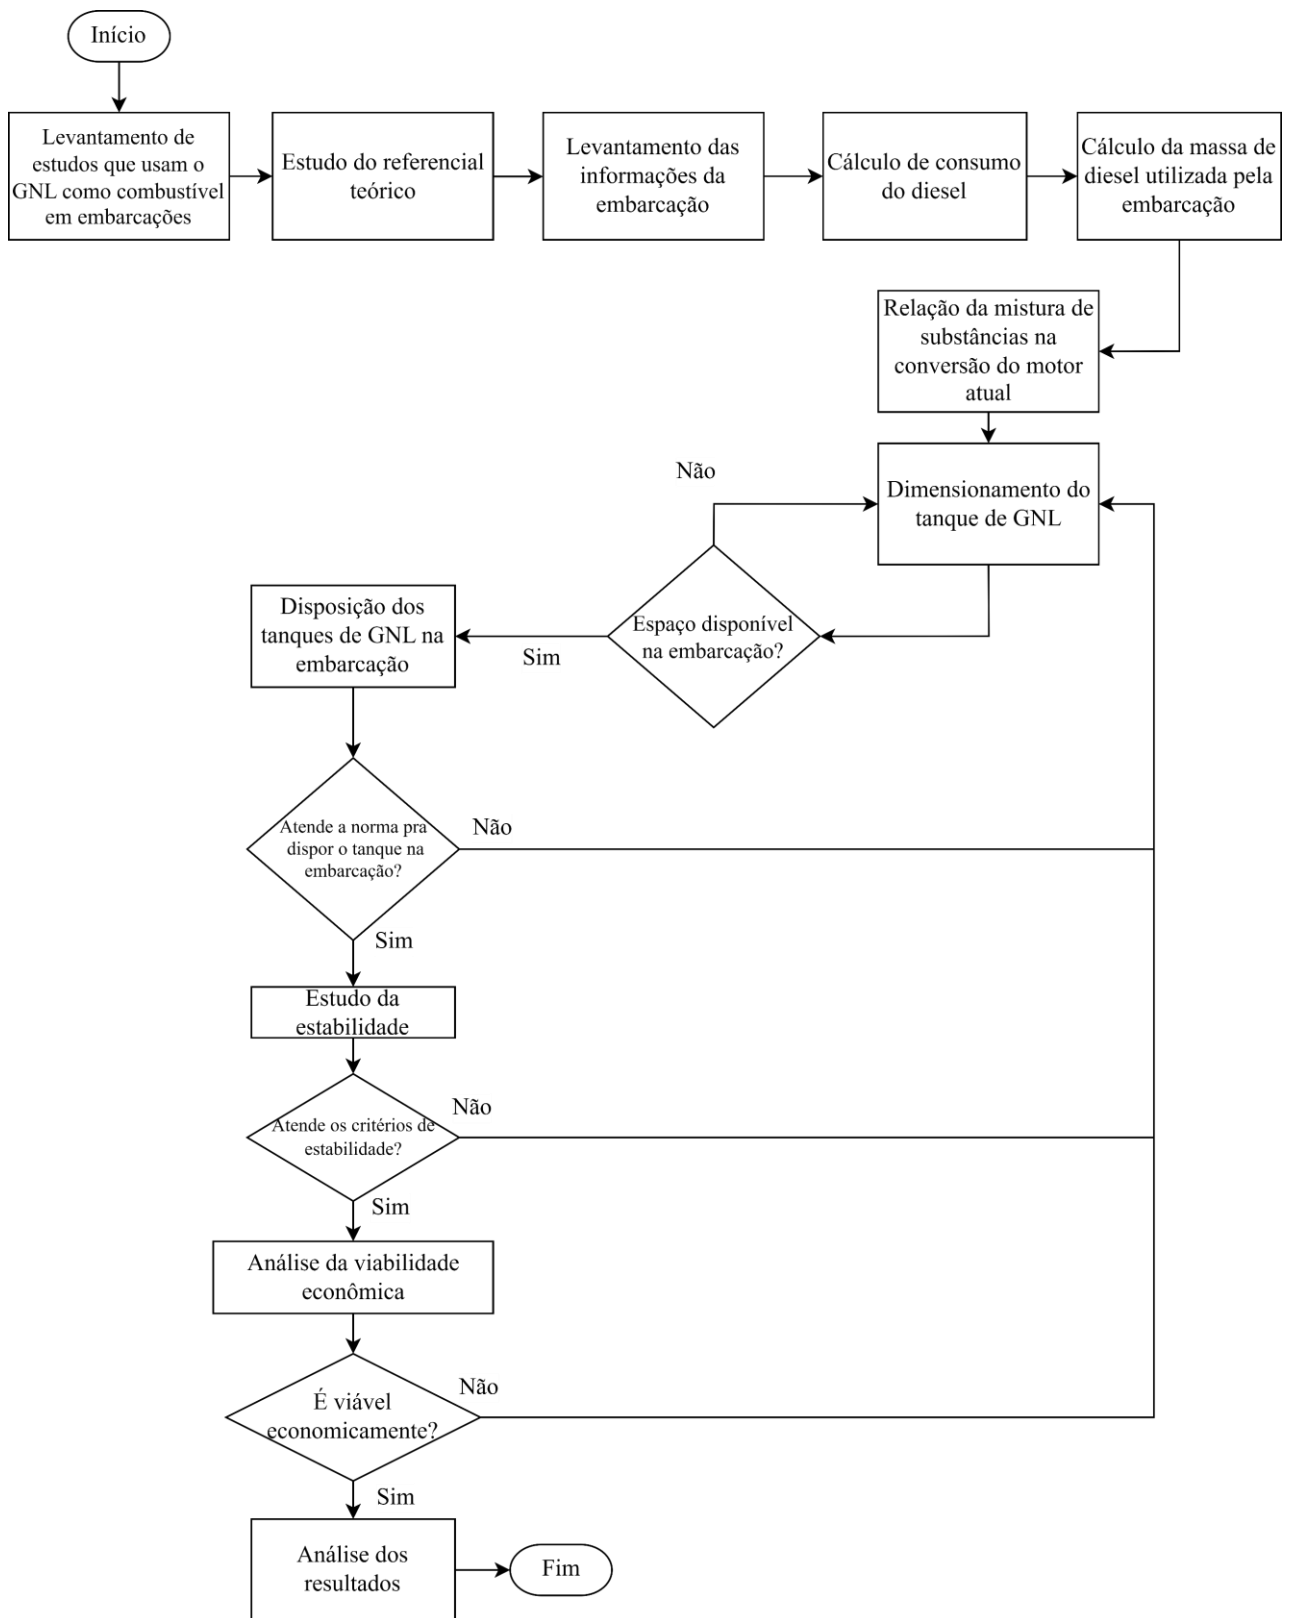 Início
Levantamento de
estudos que usam o
GNL como combustível
em embarcações
Estudo do referencial
teórico
Levantamento das
informações da
embarcação
Cálculo de consumo
do diesel
Cálculo da massa de
diesel utilizada pela
embarcação
Relação da mistura de
substâncias na
conversão do motor
atual
Dimensionamento do
tanque de GNL
Não
Espaço disponível
na embarcação?
Sim
Disposição dos
tanques de GNL na
embarcação
Atende a norma pra
dispor o tanque na
embarcação?
Não
Sim
Estudo da
estabilidade
Atende os critérios de
estabilidade?
Não
Sim
Análise da viabilidade
econômica
É viável
economicamente?
Não
Sim
Análise dos
resultados
Fim